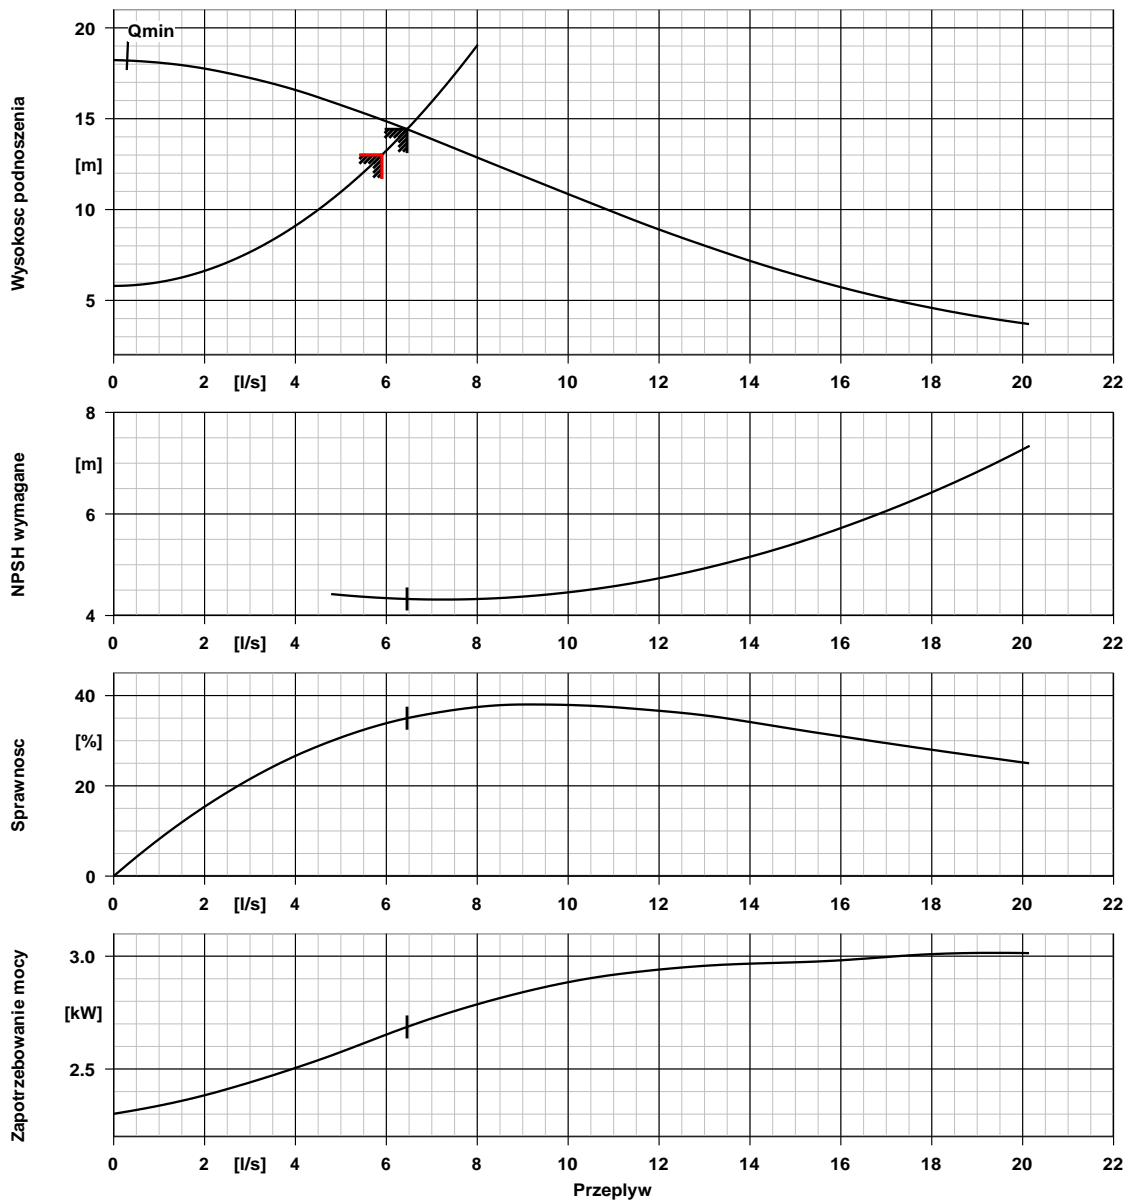 Qmin
20
15
[m]
10
5
Wysokosc podnoszenia
0 2 [l/s] 4 6 8 10 12 14 16 18 20 22
8
[m]
6
4
NPSH wymagane
0 2 [l/s] 4 6 8 10 12 14 16 18 20 22
40
[%]
20
0
Sprawnosc
0 2 [l/s] 4 6 8 10 12 14 16 18 20 22
3.0
[kW]
2.5
Zapotrzebowanie mocy
0 2 [l/s] 4 6 8 10 12 14 16 18 20 22
Przeplyw